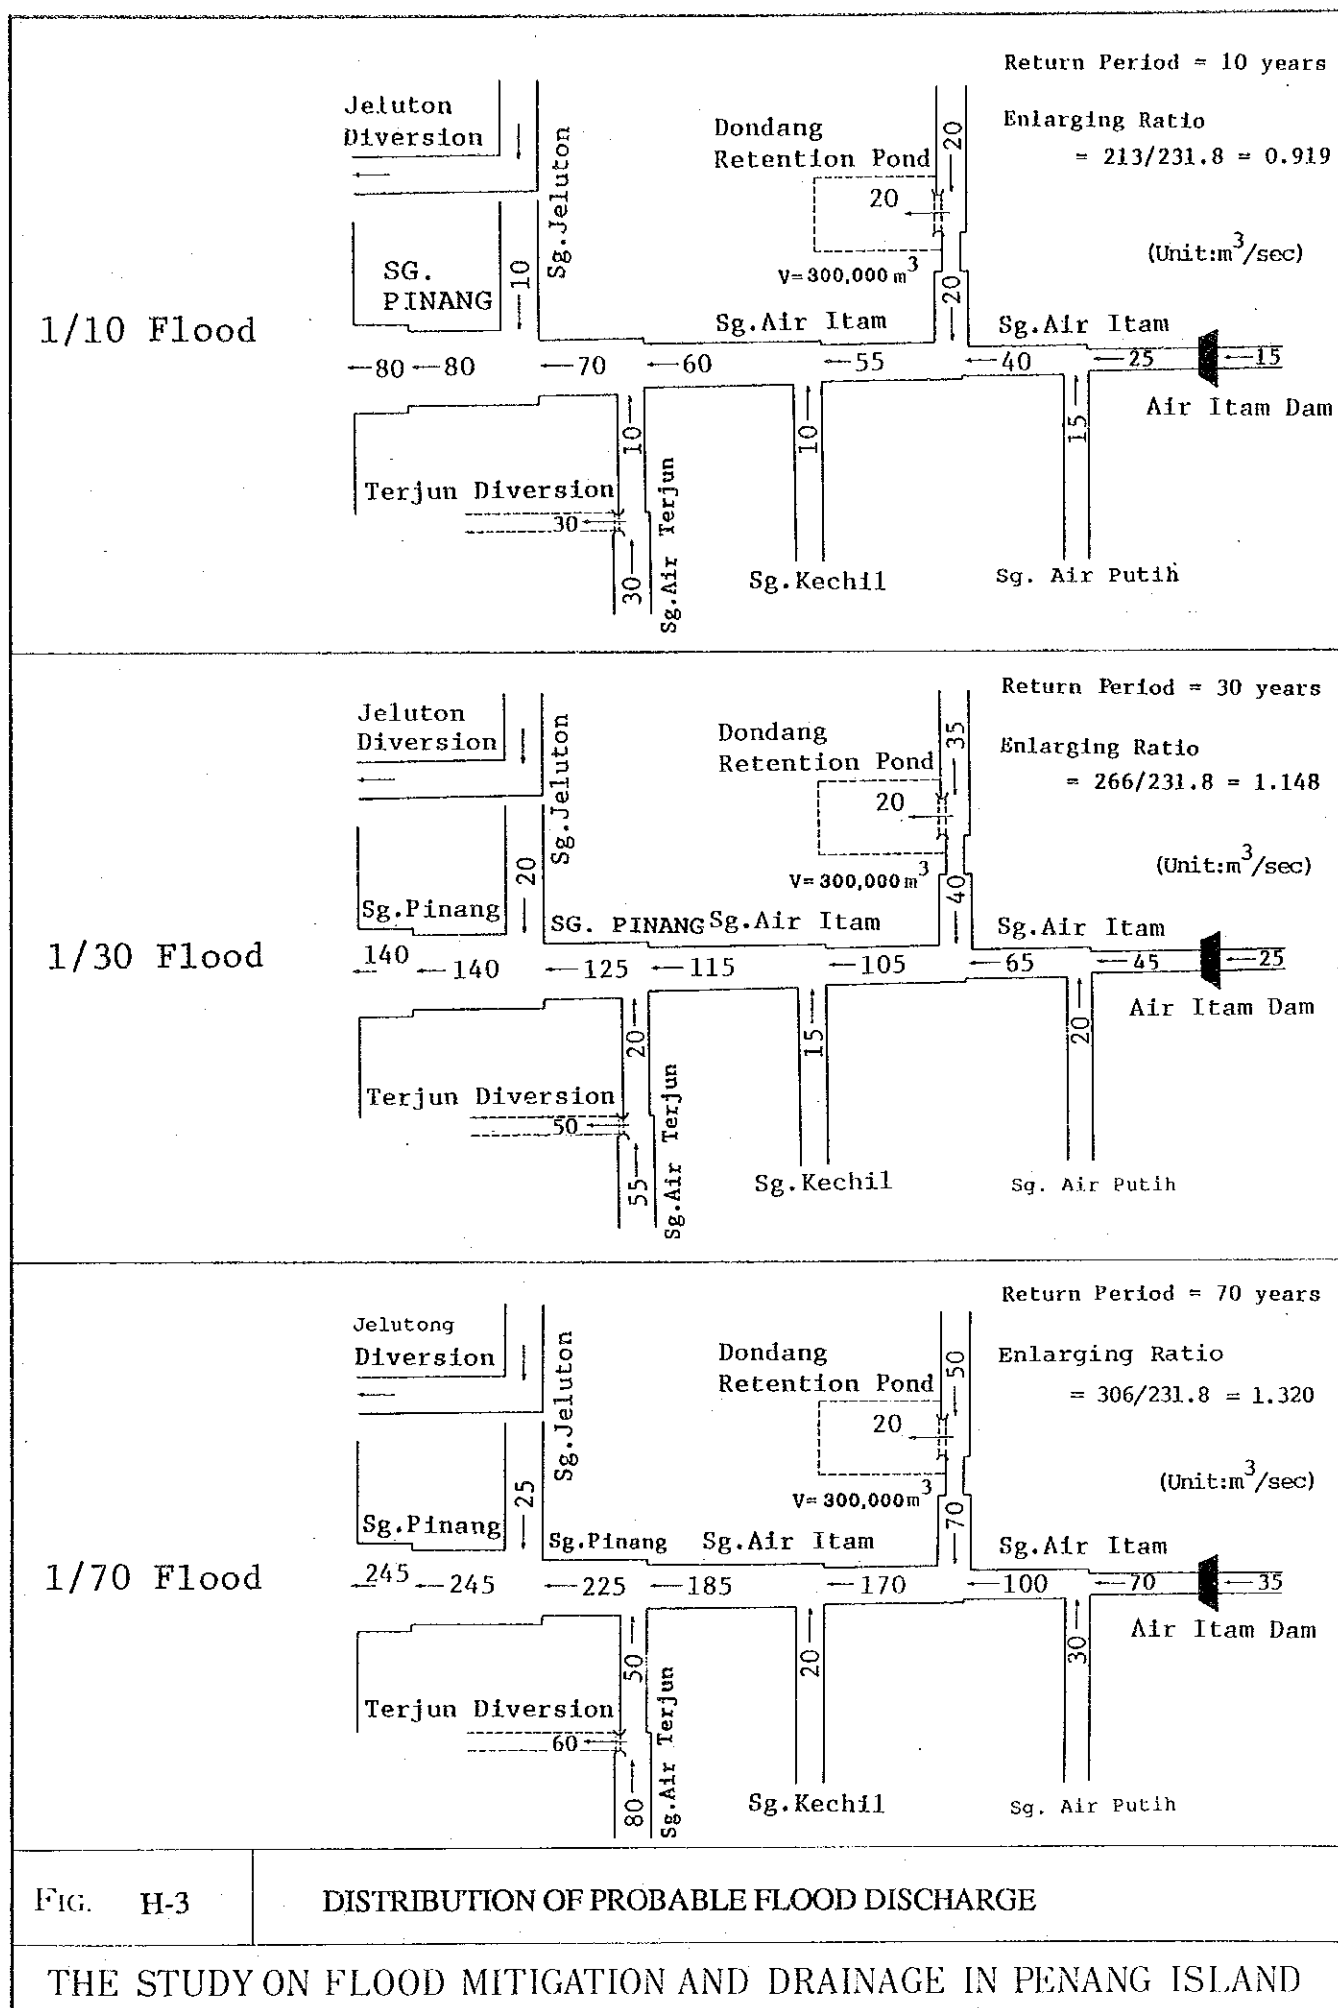 Return Period = 10 years
Jeluton
Diversion
Sg.Jeluton
Dondang
Retention Pond
20
Enlarging Ratio
= 213/231.8 = 0.919
20
SG.
PINANG
10
V=300,000 m³
20
(Unit:m³/sec)
1/10 Flood
Sg.Air Itam
Sg.Air Itam
80
80
70
60
55
40
25
15
Air Itam Dam
10
10
15
Terjun Diversion
30
30
Sg.Air Terjun
Sg.Kechil
Sg. Air Putih
Return Period = 30 years
Jeluton
Diversion
Sg.Jeluton
Dondang
Retention Pond
35
Enlarging Ratio
= 266/231.8 = 1.148
20
20
V=300,000 m³
40
(Unit:m³/sec)
Sg.Pinang
SG. PINANG
Sg.Air Itam
Sg.Air Itam
1/30 Flood
140
140
125
115
105
65
45
25
Air Itam Dam
20
15
20
Terjun Diversion
50
55
Sg.Air Terjun
Sg.Kechil
Sg. Air Putih
Return Period = 70 years
Jelutong
Diversion
Sg.Jeluton
Dondang
Retention Pond
50
Enlarging Ratio
= 306/231.8 = 1.320
20
25
V=300,000 m³
70
(Unit:m³/sec)
Sg.Pinang
Sg.Pinang
Sg.Air Itam
Sg.Air Itam
1/70 Flood
245
245
225
185
170
100
70
35
Air Itam Dam
50
20
30
Terjun Diversion
60
80
Sg.Air Terjun
Sg.Kechil
Sg. Air Putih
FIG. H-3
DISTRIBUTION OF PROBABLE FLOOD DISCHARGE
THE STUDY ON FLOOD MITIGATION AND DRAINAGE IN PENANG ISLAND